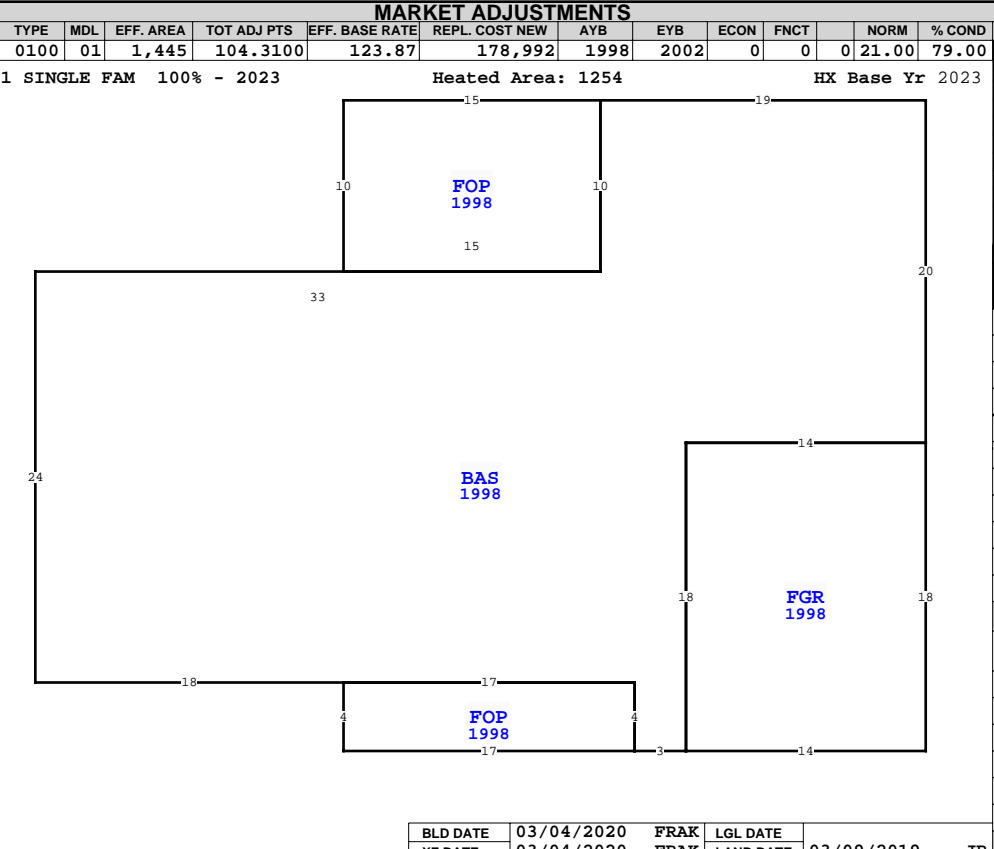 MARKET ADJUSTMENTS
TYPE MDL EFF. AREA TOT ADJ PTS EFF. BASE RATE REPL. COST NEW AYB EYB ECON FNCT NORM % COND
0100 01 1,445 104.3100 123.87 178,992 1998 2002 0 0 0 21.00 79.00
1 SINGLE FAM 100% - 2023 Heated Area: 1254 HX Base Yr 2023
15 19
10 FOP 10
1998
15
20
33
14
24 BAS
1998
18 FGR 18
1998
18 17
4 FOP 4
1998
17 3 14
BLD DATE 03/04/2020 FRAK LGL DATE